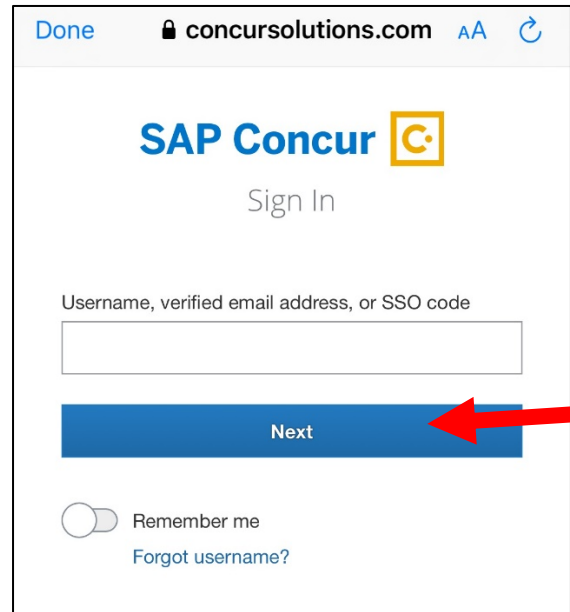 Done concursolutions.com AA
SAP Concur C
Sign In
Username, verified email address, or SSO code
Next
Remember me
Forgot username?